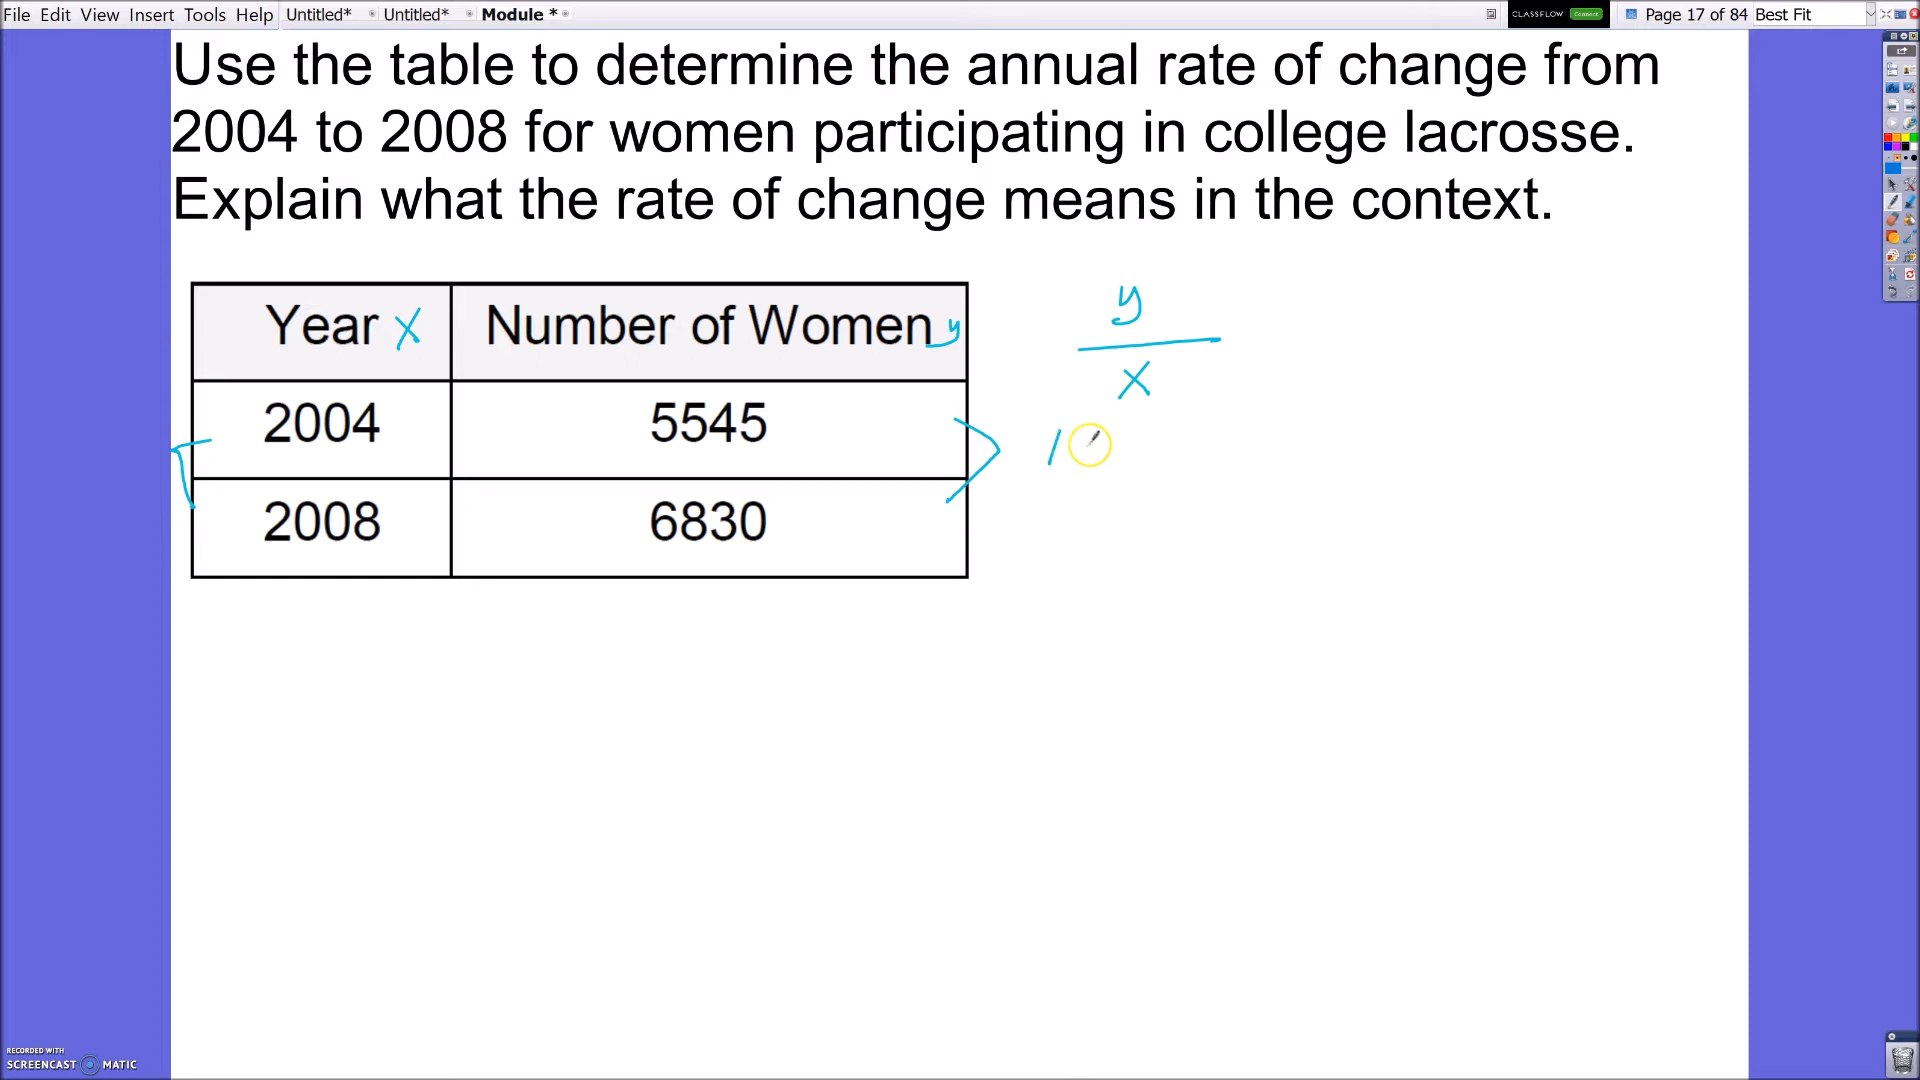 File Edit View Insert Tools Help Untitled* Untitled* Module * CLASSFLOW Connect Page 17 of 84 Best Fit
Use the table to determine the annual rate of change from
2004 to 2008 for women participating in college lacrosse.
Explain what the rate of change means in the context.
Year x Number of Women y
2004 5545
2008 6830
y
x
1
RECORDED WITH
SCREENCAST MATIC